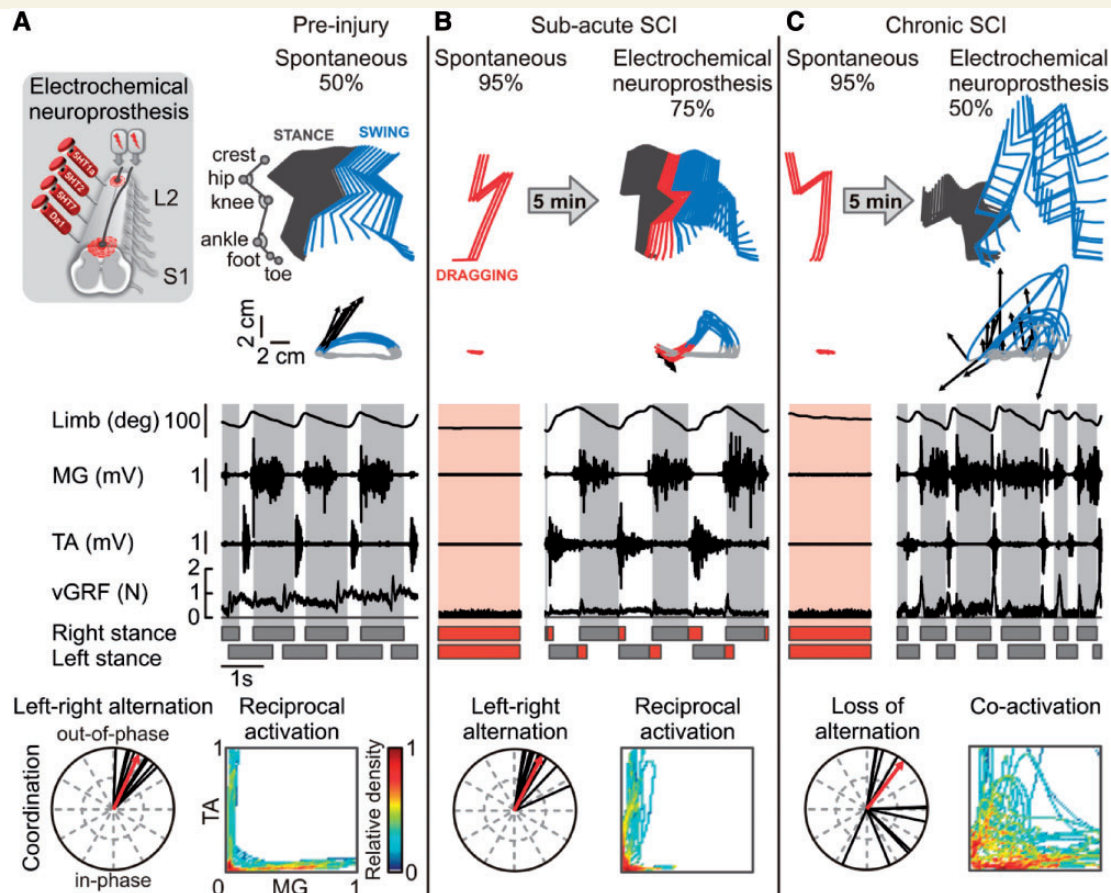 A
Pre-injury
Spontaneous
50%
Electrochemical
neuroprosthesis
5HT1a
5HT2
5HT7
Da1
L2
S1
STANCE
SWING
crest
hip
knee
ankle
foot
toe
2 cm
2 cm
B
Sub-acute SCI
Spontaneous
95%
Electrochemical
neuroprosthesis
75%
5 min
DRAGGING
C
Chronic SCI
Spontaneous
95%
Electrochemical
neuroprosthesis
50%
5 min
Limb (deg) 100
MG (mV) 1
TA (mV) 1
vGRF (N)
2
1
0
Right stance
Left stance
1s
Coordination
Left-right alternation
out-of-phase
in-phase
Reciprocal
activation
1
TA
0
MG
1
Relative density
1
0
Left-right
alternation
Reciprocal
activation
Loss of
alternation
Co-activation